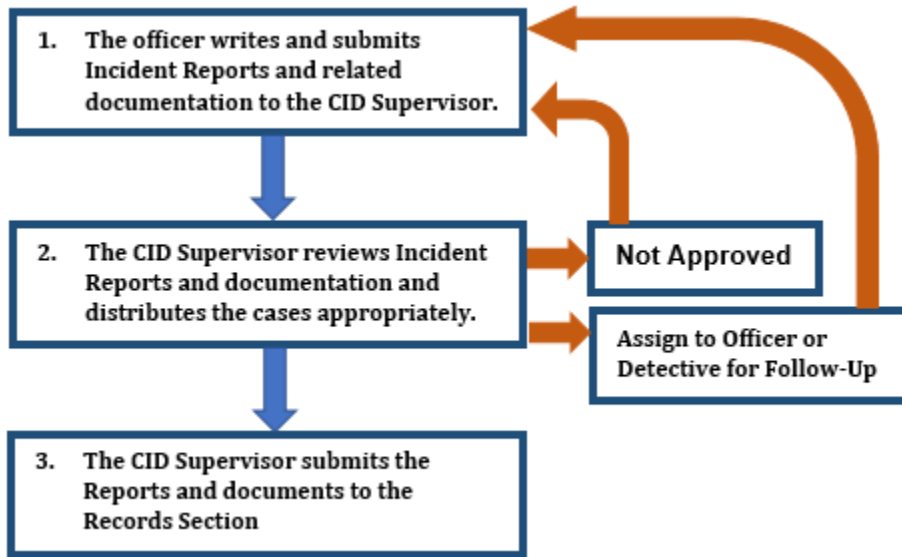 1. The officer writes and submits
Incident Reports and related
documentation to the CID Supervisor.
2. The CID Supervisor reviews Incident
Reports and documentation and
distributes the cases appropriately.
Not Approved
Assign to Officer or
Detective for Follow-Up
3. The CID Supervisor submits the
Reports and documents to the
Records Section